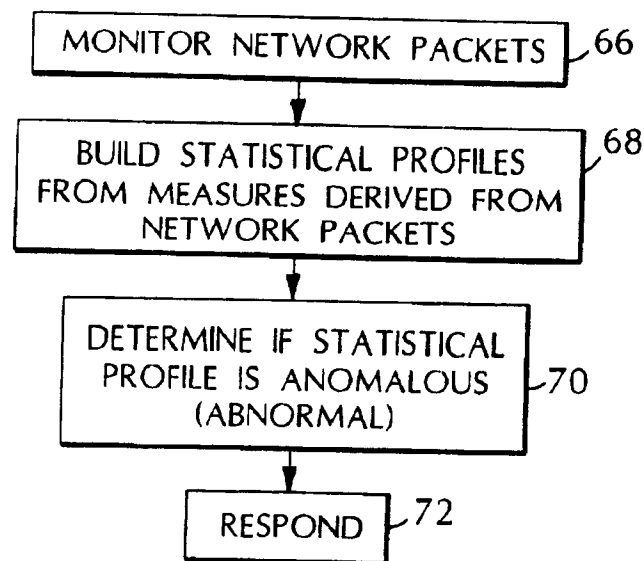 MONITOR NETWORK PACKETS
66
BUILD STATISTICAL PROFILES
FROM MEASURES DERIVED FROM
NETWORK PACKETS
68
DETERMINE IF STATISTICAL
PROFILE IS ANOMALOUS
(ABNORMAL)
70
RESPOND
72